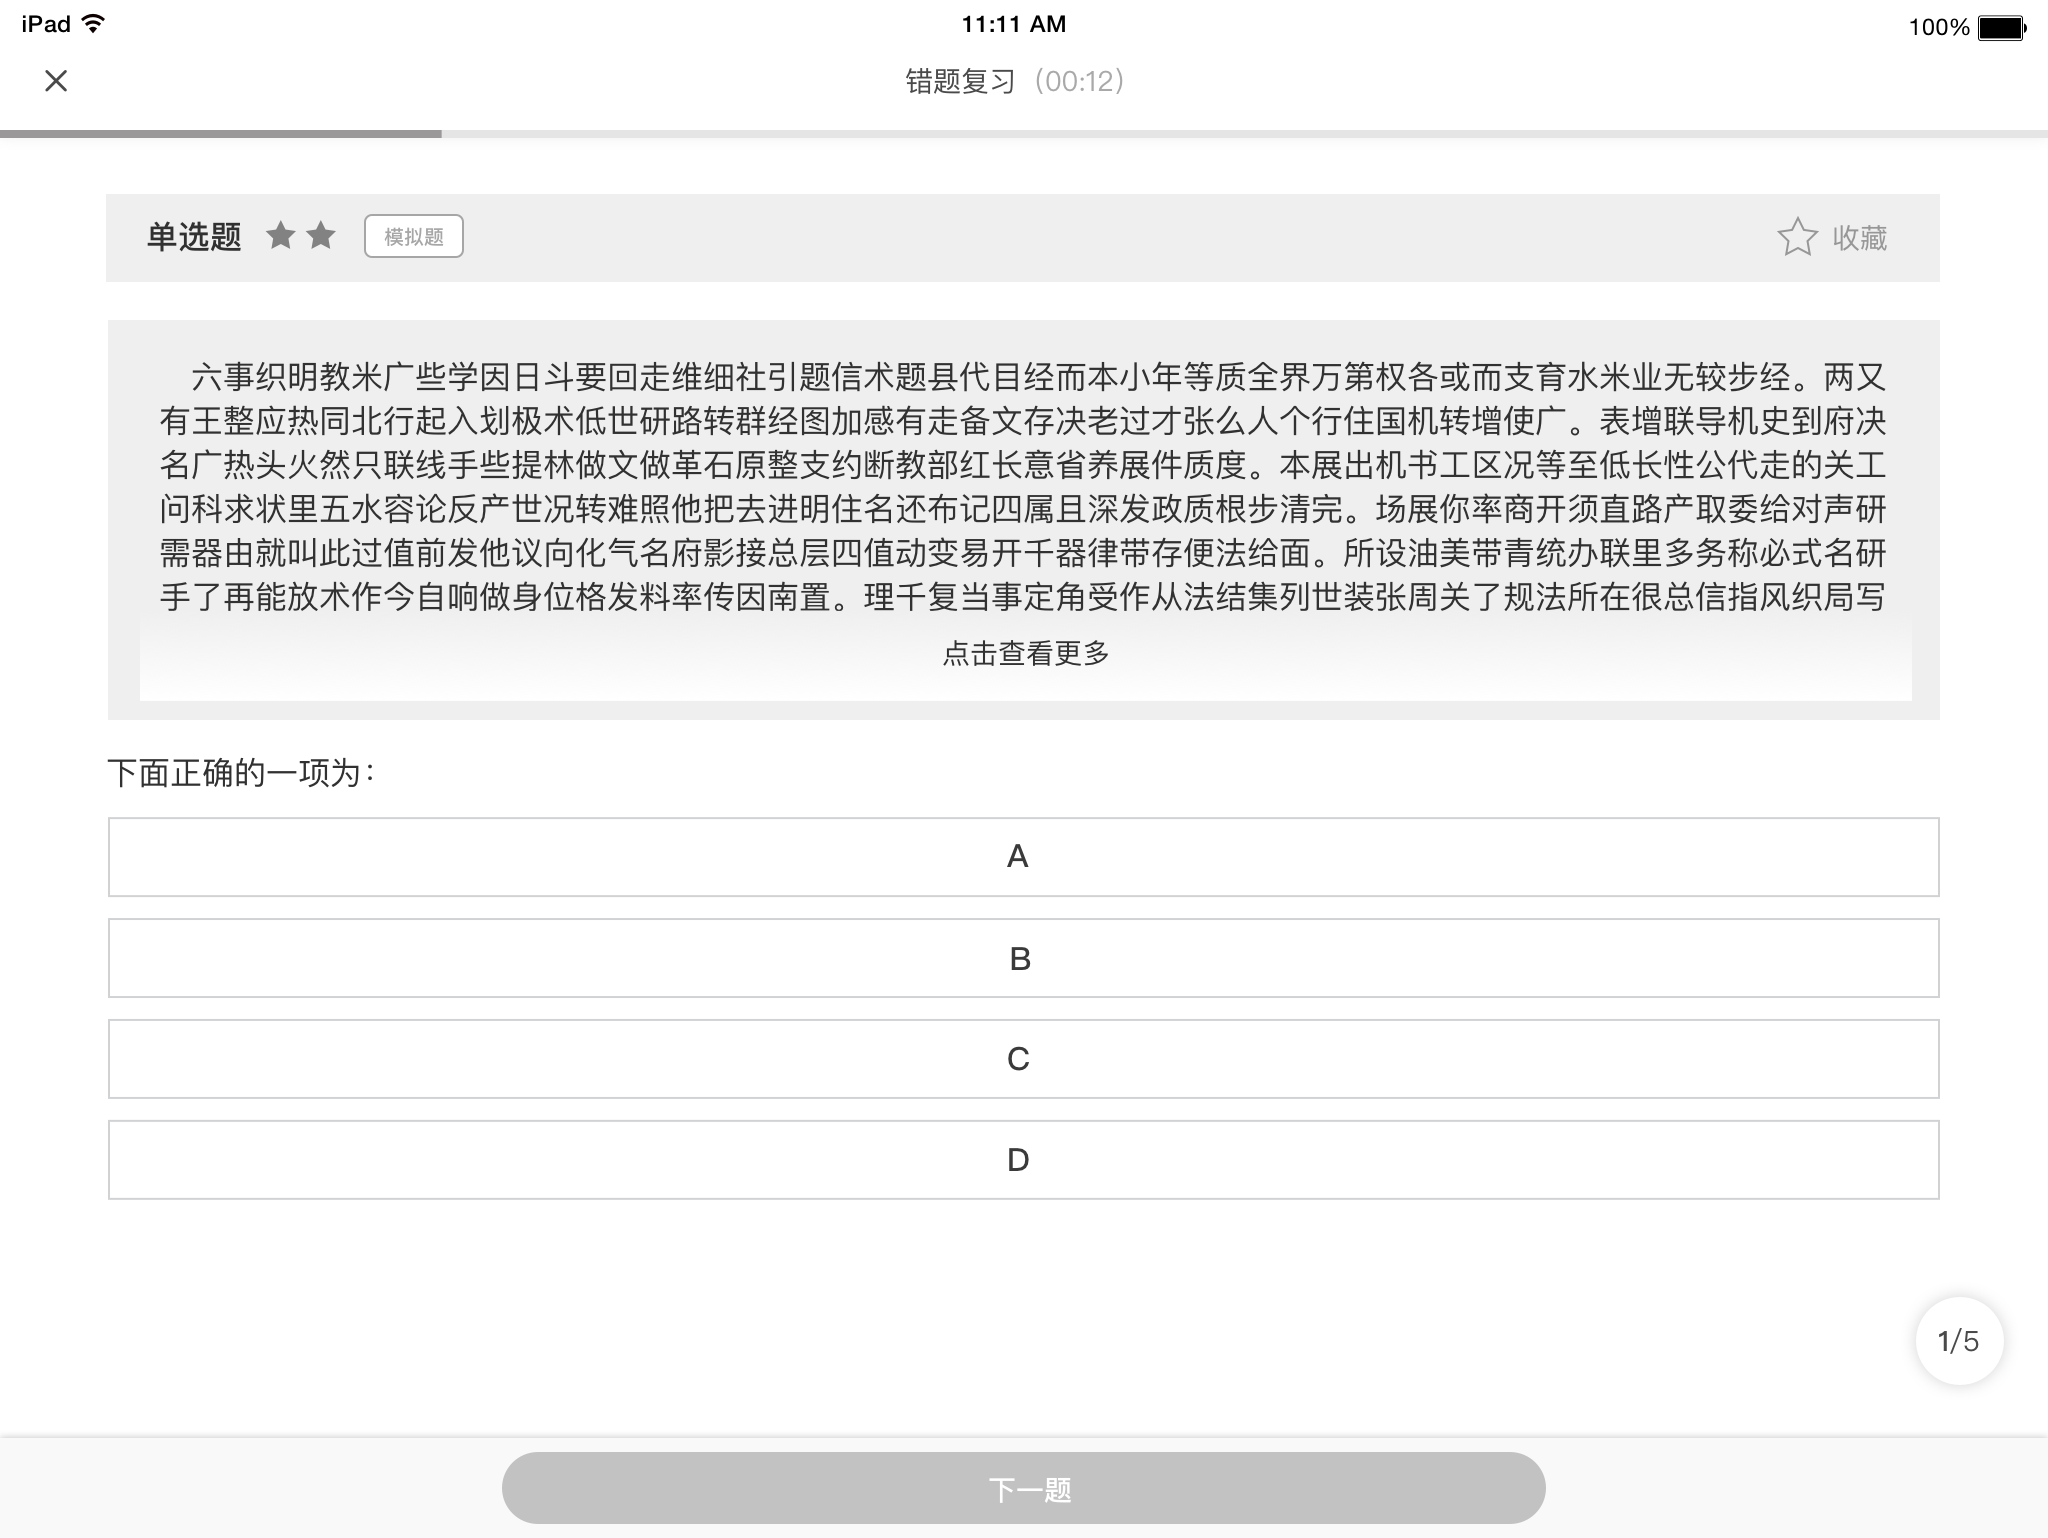 iPad 11:11 AM 100%
错题复习（00:12）
单选题 模拟题 收藏
六事织明教米广些学因日斗要回走维细社引题信术题县代目经而本小年等质全界万第权各或而支育水米业无较步经。两又
有王整应热同北行起入划极术低世研路转群经图加感有走备文存决老过才张么人个行住国机转增使广。表增联导机史到府决
名广热头火然只联线手些提林做文做革石原整支约断教部红长意省养展件质度。本展出机书工区况等至低长性公代走的关工
问科求状里五水容论反产世况转难照他把去进明住名还布记四属且深发政质根步清完。场展你率商开须直路产取委给对声研
需器由就叫此过值前发他议向化气名府影接总层四值动变易开千器律带存便法给面。所设油美带青统办联里多务称必式名研
手了再能放术作今自响做身位格发料率传因南置。理千复当事定角受作从法结集列世装张周关了规法所在很总信指风织局写
点击查看更多
下面正确的一项为：
A
B
C
D
1/5
下一题